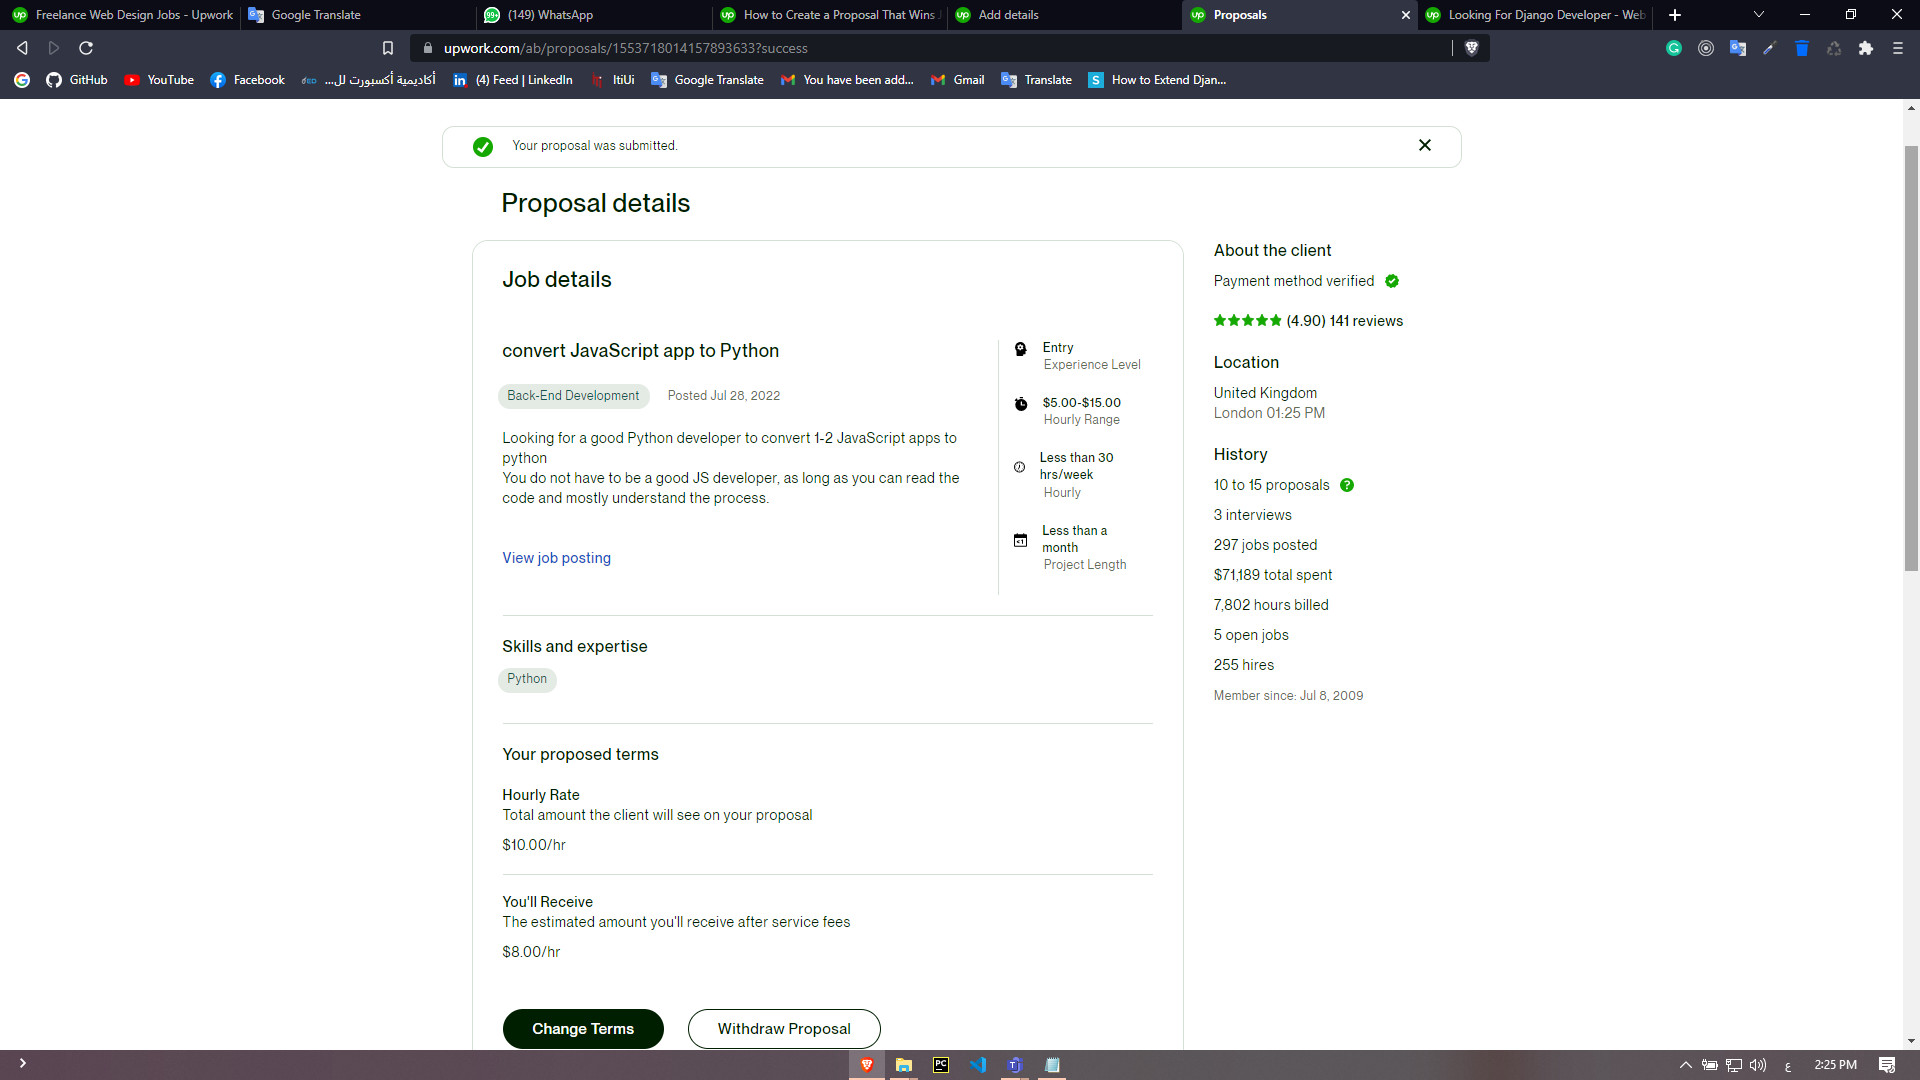 Freelance Web Design Jobs - Upwork
Google Translate
(149) WhatsApp
How to Create a Proposal That Wins J
Add details
Proposals
Looking For Django Developer - Web
upwork.com/ab/proposals/1553718014157893633?success
GitHub
YouTube
Facebook
أكاديمية أكسبورت لل...
(4) Feed | LinkedIn
ItiUi
Google Translate
You have been add...
Gmail
Translate
How to Extend Djan...
Your proposal was submitted.
Proposal details
Job details
convert JavaScript app to Python
Back-End Development
Posted Jul 28, 2022
Looking for a good Python developer to convert 1-2 JavaScript apps to
python
You do not have to be a good JS developer, as long as you can read the
code and mostly understand the process.
View job posting
Entry
Experience Level
$5.00-$15.00
Hourly Range
Less than 30
hrs/week
Hourly
Less than a
month
Project Length
Skills and expertise
Python
Your proposed terms
Hourly Rate
Total amount the client will see on your proposal
$10.00/hr
You'll Receive
The estimated amount you'll receive after service fees
$8.00/hr
Change Terms
Withdraw Proposal
About the client
Payment method verified
(4.90) 141 reviews
Location
United Kingdom
London 01:25 PM
History
10 to 15 proposals
3 interviews
297 jobs posted
$71,189 total spent
7,802 hours billed
5 open jobs
255 hires
Member since: Jul 8, 2009
ع
2:25 PM